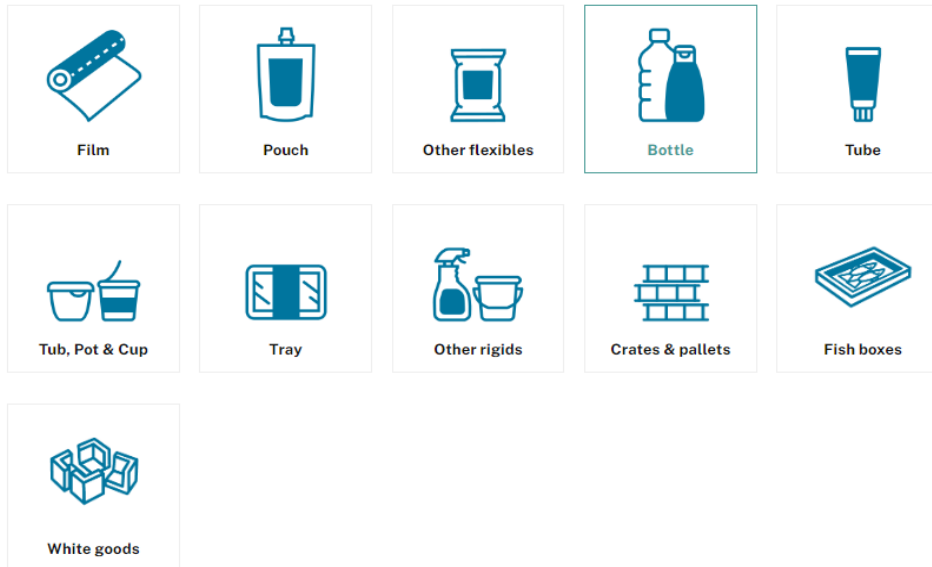 Film
Pouch
Other flexibles
Bottle
Tube
Tub, Pot & Cup
Tray
Other rigids
Crates & pallets
Fish boxes
White goods